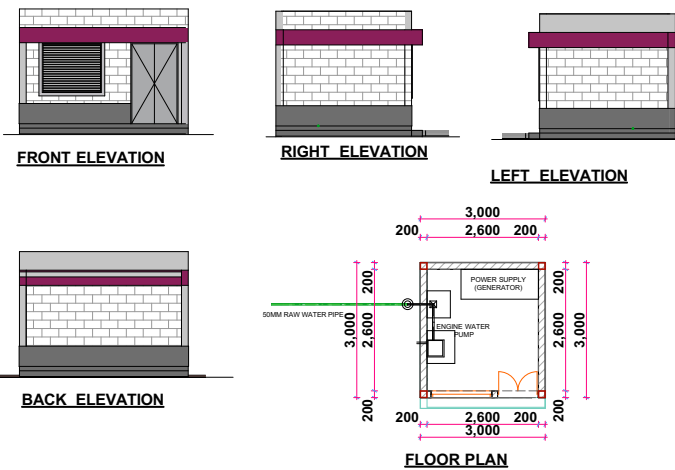 FRONT ELEVATION
RIGHT ELEVATION
LEFT ELEVATION
BACK ELEVATION
3,000
200 2,600 200
POWER SUPPLY
(GENERATOR)
50MM RAW WATER PIPE
ENGINE WATER
PUMP
3,000
200
2,600
200
200
2,600
3,000
200
200 2,600 200
3,000
FLOOR PLAN